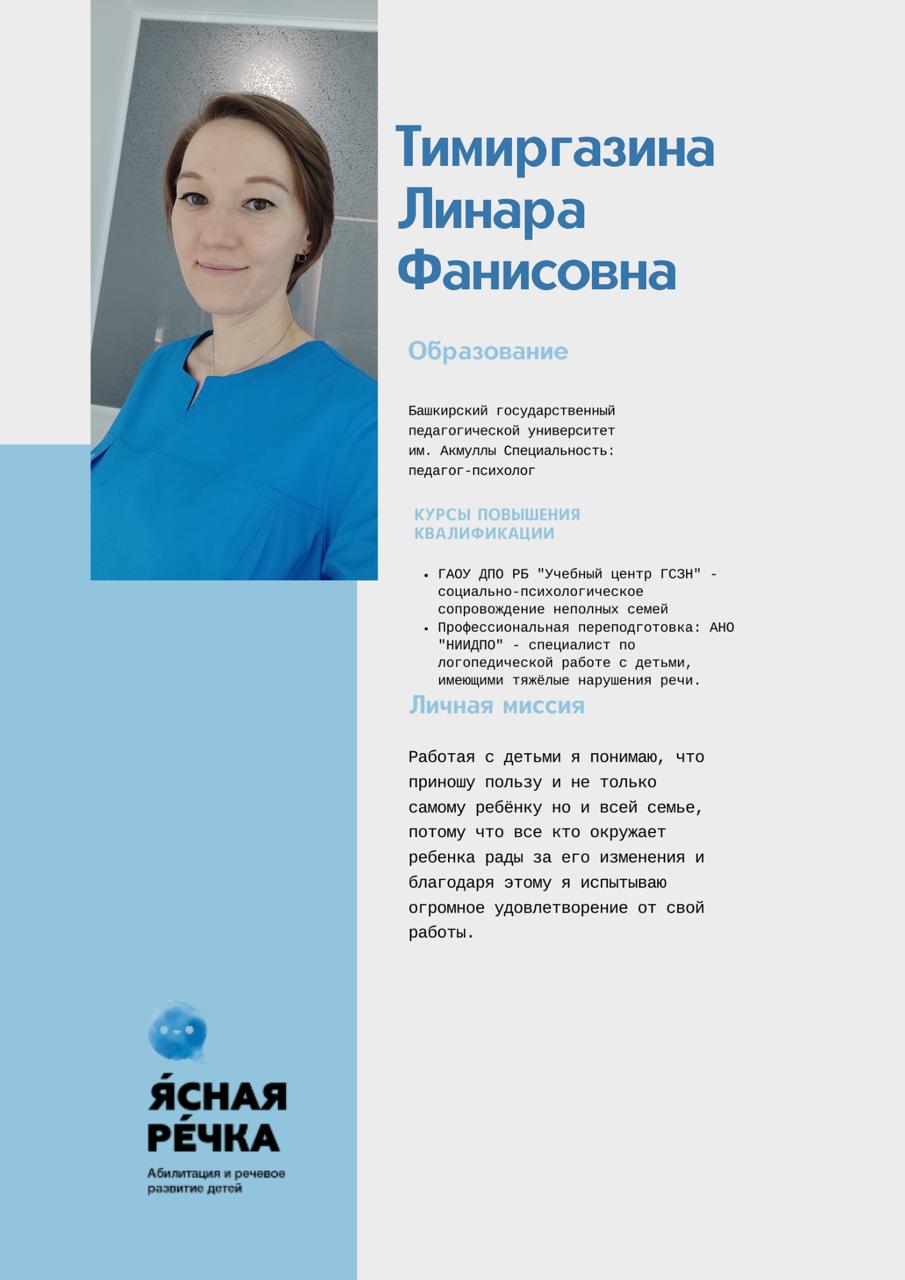 Тимиргазина
Линара
Фанисовна
Образование
Башкирский государственный
педагогической университет
им. Акмуллы Специальность:
педагог-психолог
КУРСЫ ПОВЫШЕНИЯ
КВАЛИФИКАЦИИ
• ГАОУ ДПО РБ "Учебный центр ГСЗН" -
социально-психологическое
сопровождение неполных семей
• Профессиональная переподготовка: АНО
"НИИДПО" - специалист по
логопедической работе с детьми,
имеющими тяжёлые нарушения речи.
Личная миссия
Работая с детьми я понимаю, что
приношу пользу и не только
самому ребёнку но и всей семье,
потому что все кто окружает
ребенка рады за его изменения и
благодаря этому я испытываю
огромное удовлетворение от свой
работы.
Я́СНАЯ
РЕ́ЧКА
Абилитация и речевое
развитие детей